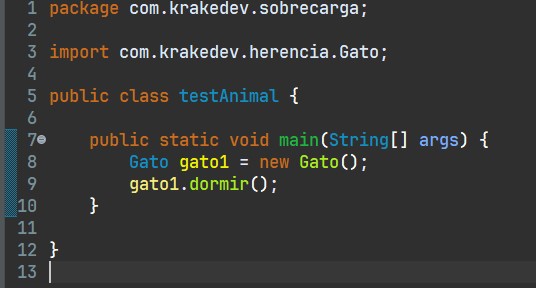 1 package com.krakedev.sobrecarga;
2
3 import com.krakedev.herencia.Gato;
4
5 public class testAnimal {
6
7 public static void main(String[] args) {
8 Gato gato1 = new Gato();
9 gato1.dormir();
10 }
11
12 }
13